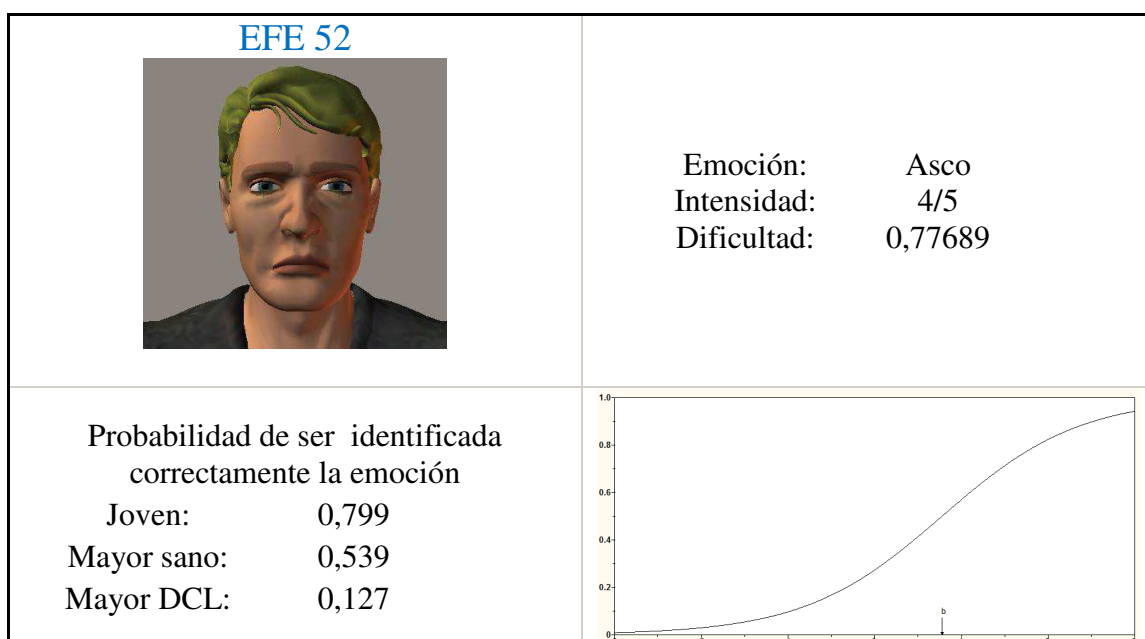 EFE 52
Emoción: Asco
Intensidad: 4/5
Dificultad: 0,77689
Probabilidad de ser identificada
correctamente la emoción
Joven: 0,799
Mayor sano: 0,539
Mayor DCL: 0,127
1.0
0.8
0.6
0.4
0.2
0
b